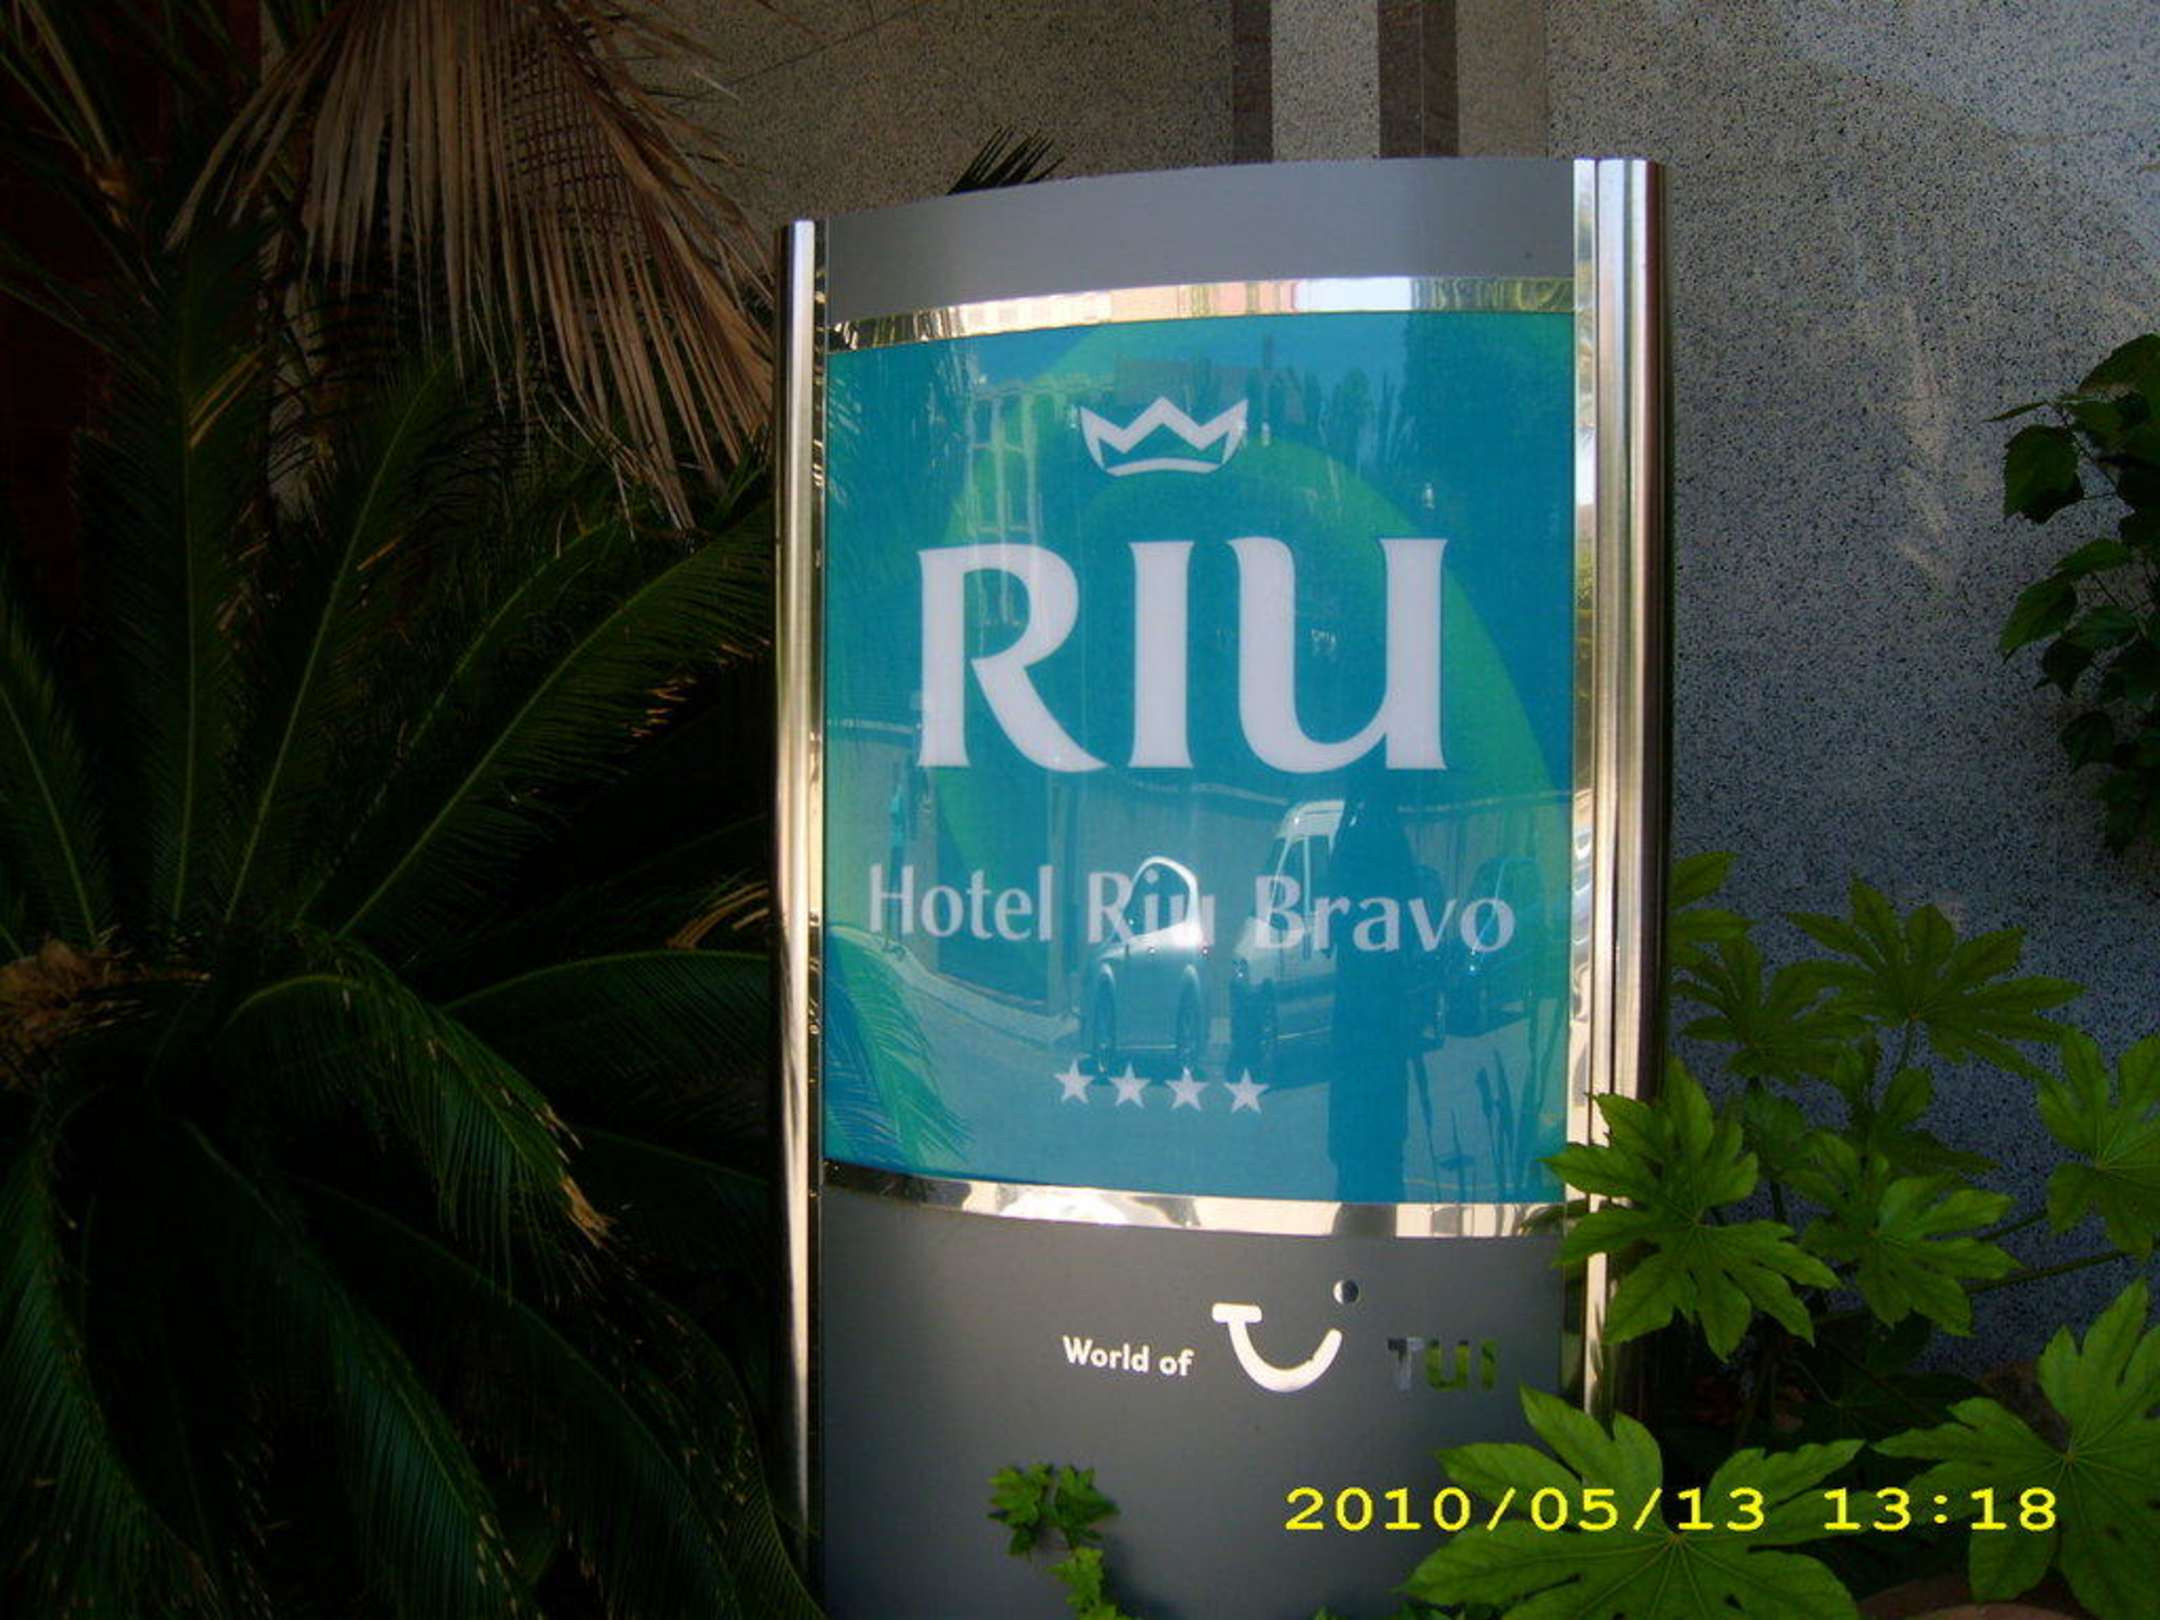 RIU
Hotel Riu Bravo
World of TUI
2010/05/13 13:18